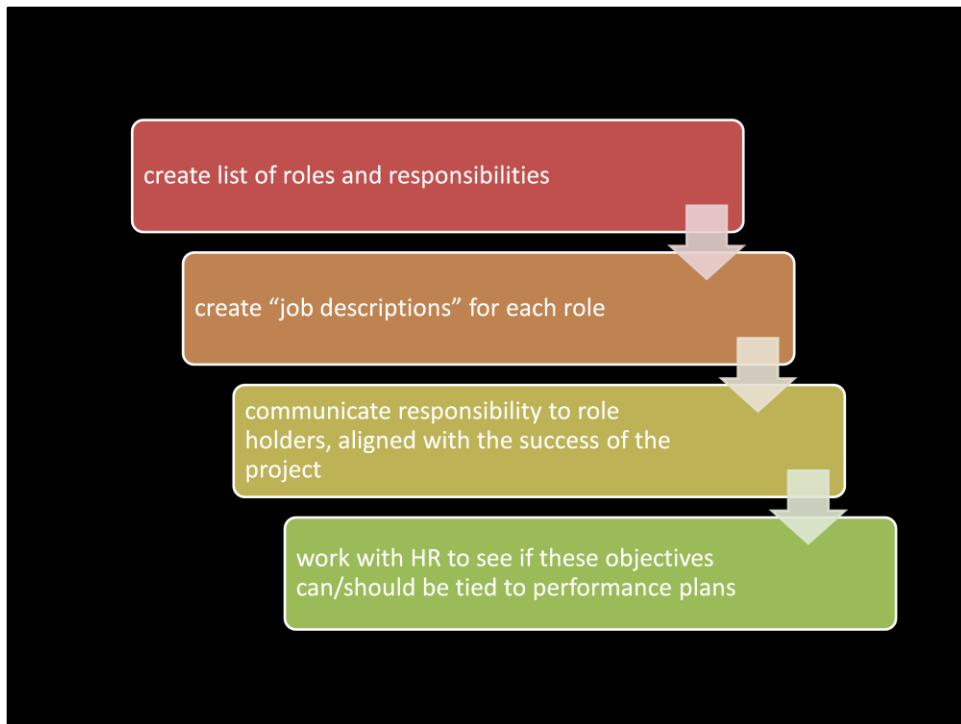 create list of roles and responsibilities
create “job descriptions” for each role
communicate responsibility to role
holders, aligned with the success of the
project
work with HR to see if these objectives
can/should be tied to performance plans